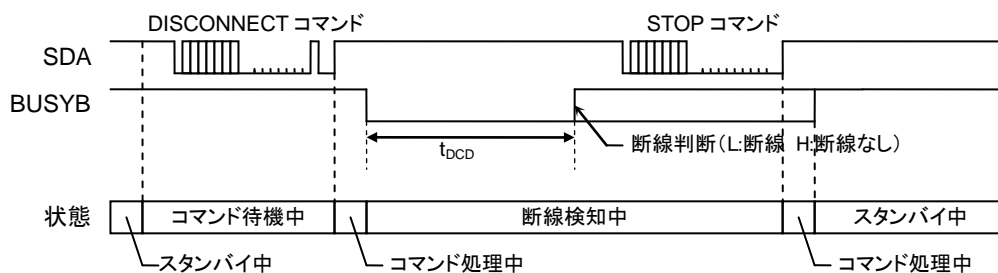 DISCONNECT コマンド
STOP コマンド
SDA
BUSYB
tDCD
断線判断(L:断線 H:断線なし)
状態
コマンド待機中
断線検知中
スタンバイ中
スタンバイ中
コマンド処理中
コマンド処理中